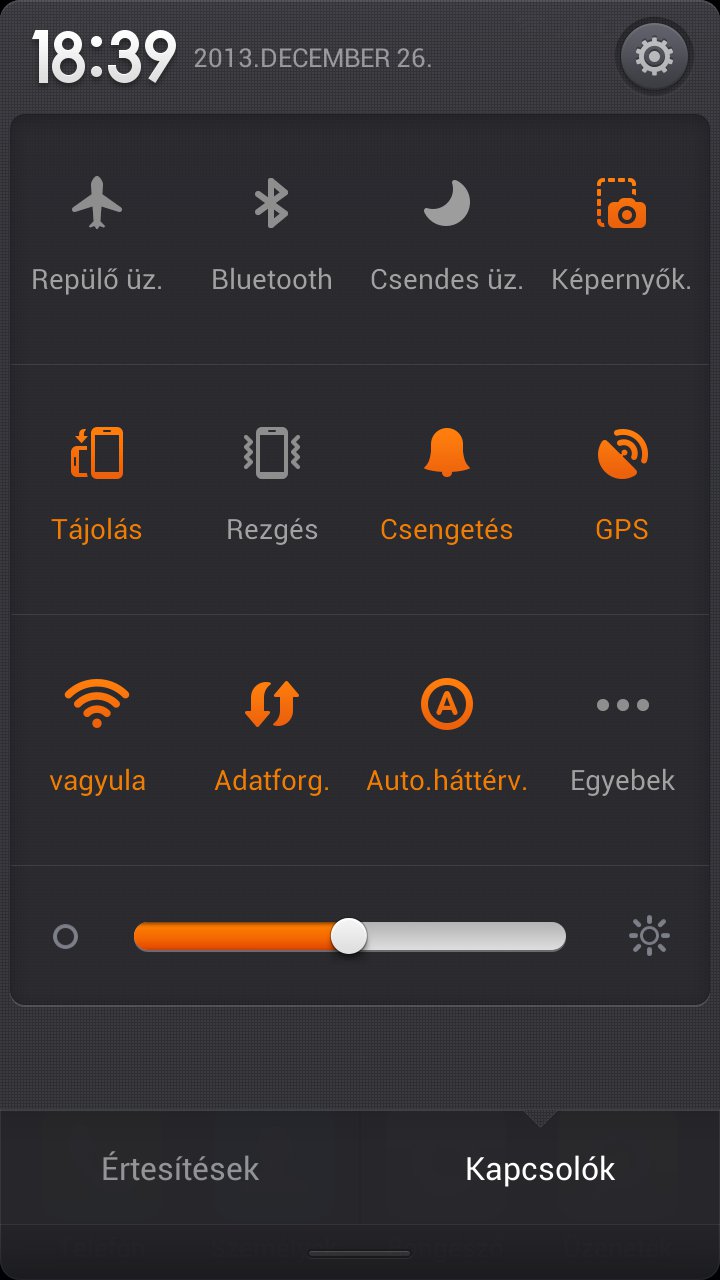 18:39 2013.DECEMBER 26.
Repülő üz. Bluetooth Csendes üz. Képernyők.
Tájolás Rezgés Csengetés GPS
vagyula Adatforg. Auto.háttérv. Egyebek
Értesítések Kapcsolók
Telefon